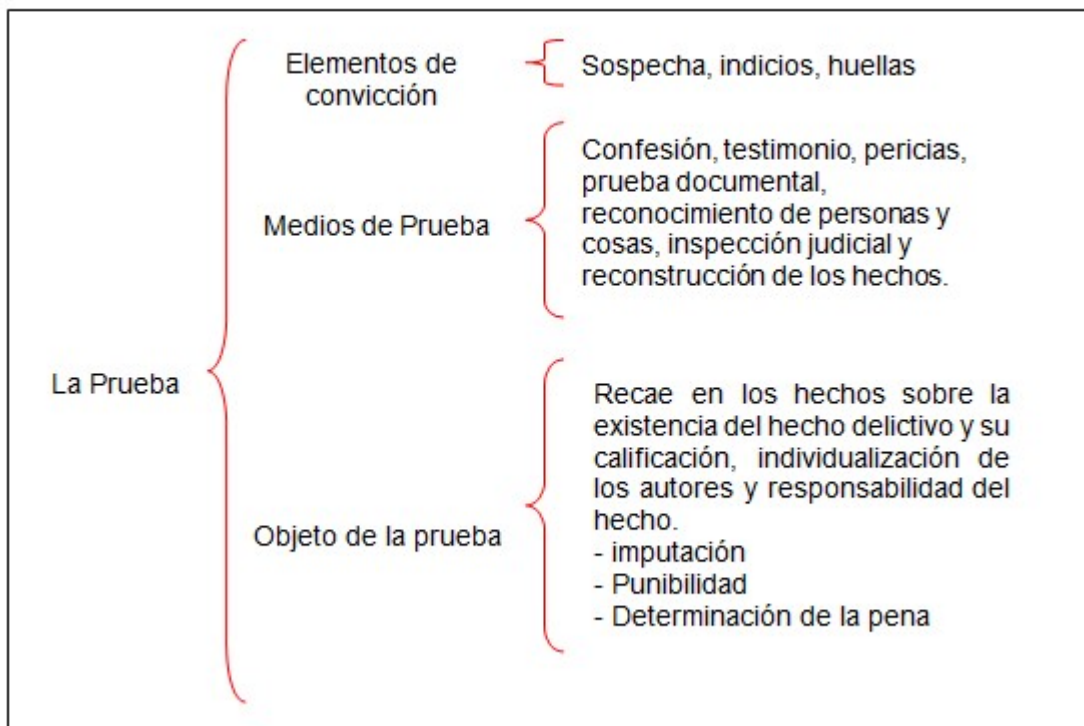 Elementos de
convicción
Sospecha, indicios, huellas
Medios de Prueba
Confesión, testimonio, pericias,
prueba documental,
reconocimiento de personas y
cosas, inspección judicial y
reconstrucción de los hechos.
La Prueba
Objeto de la prueba
Recae en los hechos sobre la
existencia del hecho delictivo y su
calificación, individualización de
los autores y responsabilidad del
hecho.
- imputación
- Punibilidad
- Determinación de la pena